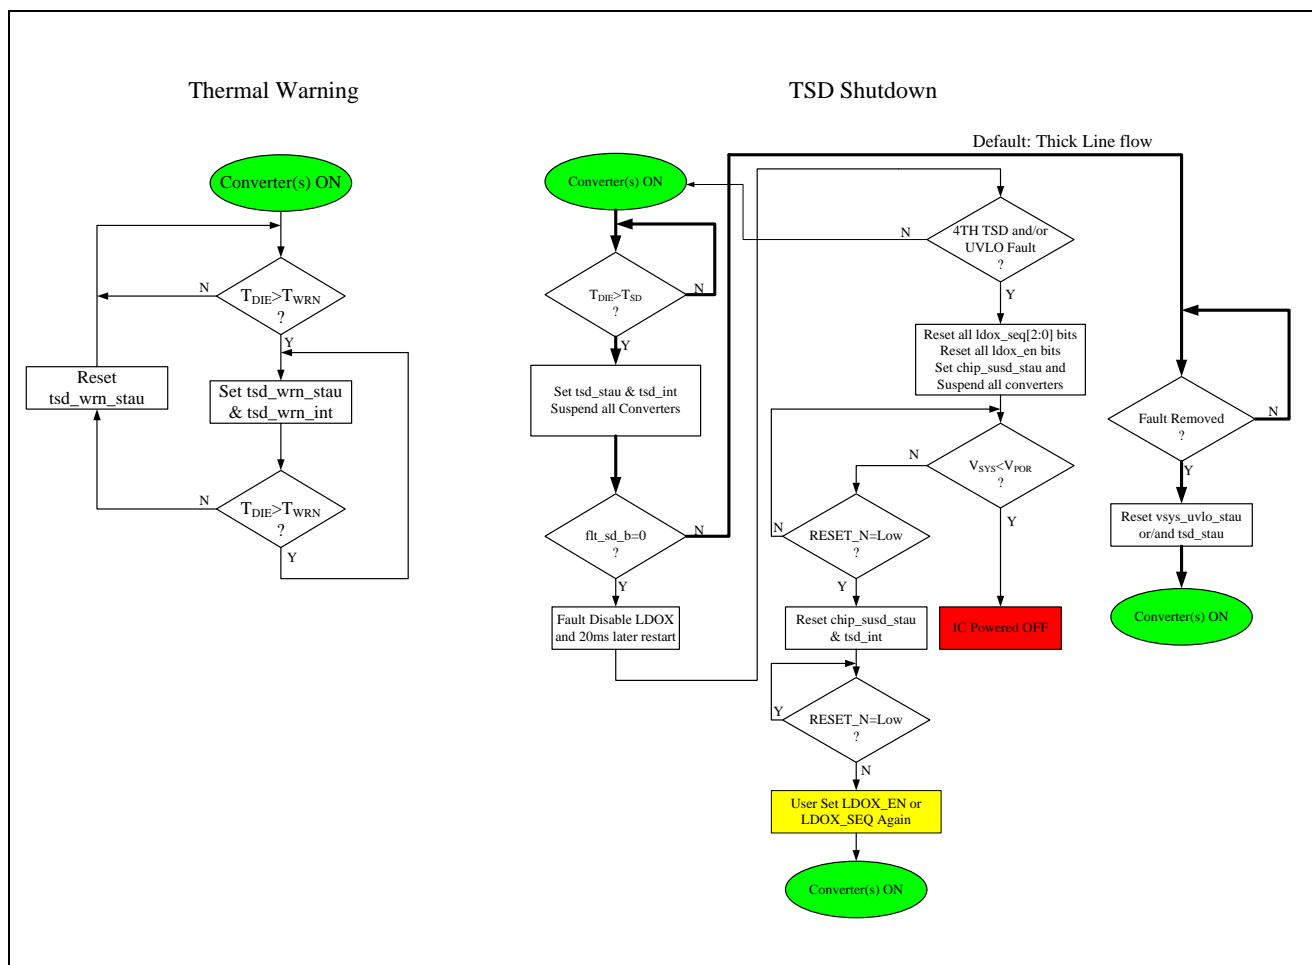 Thermal Warning
Converter(s) ON
TDIE>TWRN
?
N
Y
Reset
tsd_wrn_stau
Set tsd_wrn_stau
& tsd_wrn_int
TDIE>TWRN
?
N
Y
TSD Shutdown
Default: Thick Line flow
Converter(s) ON
TDIE>TSD
?
N
Y
Set tsd_stau & tsd_int
Suspend all Converters
flt_sd_b=0
?
N
Y
Fault Disable LDOX
and 20ms later restart
4TH TSD and/or
UVLO Fault
?
N
Y
Reset all ldox_seq[2:0] bits
Reset all ldox_en bits
Set chip_susd_stau and
Suspend all converters
VSYS<VPOR
?
N
Y
RESET_N=Low
?
N
Y
IC Powered OFF
Reset chip_susd_stau
& tsd_int
RESET_N=Low
?
Y
N
User Set LDOX_EN or
LDOX_SEQ Again
Converter(s) ON
Fault Removed
?
N
Y
Reset vsys_uvlo_stau
or/and tsd_stau
Converter(s) ON